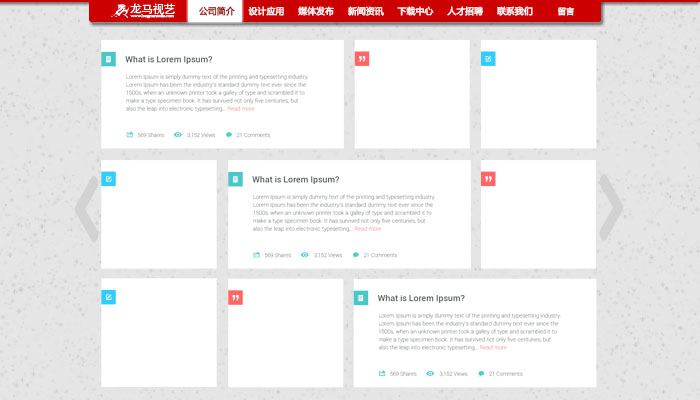 龙马视艺
公司简介 设计应用 媒体发布 新闻资讯 下载中心 人才招聘 联系我们 留言
What is Lorem Ipsum?
Lorem Ipsum is simply dummy text of the printing and typesetting industry.
Lorem Ipsum has been the industry's standard dummy text ever since the
1500s, when an unknown printer took a galley of type and scrambled it to
make a type specimen book. It has survived not only five centuries, but
also the leap into electronic typesetting... Read more
569 Shares 3,152 Views 21 Comments
What is Lorem Ipsum?
Lorem Ipsum is simply dummy text of the printing and typesetting industry.
Lorem Ipsum has been the industry's standard dummy text ever since the
1500s, when an unknown printer took a galley of type and scrambled it to
make a type specimen book. It has survived not only five centuries, but
also the leap into electronic typesetting... Read more
569 Shares 3,152 Views 21 Comments
What is Lorem Ipsum?
Lorem Ipsum is simply dummy text of the printing and typesetting industry.
Lorem Ipsum has been the industry's standard dummy text ever since the
1500s, when an unknown printer took a galley of type and scrambled it to
make a type specimen book. It has survived not only five centuries, but
also the leap into electronic typesetting... Read more
569 Shares 3,152 Views 21 Comments